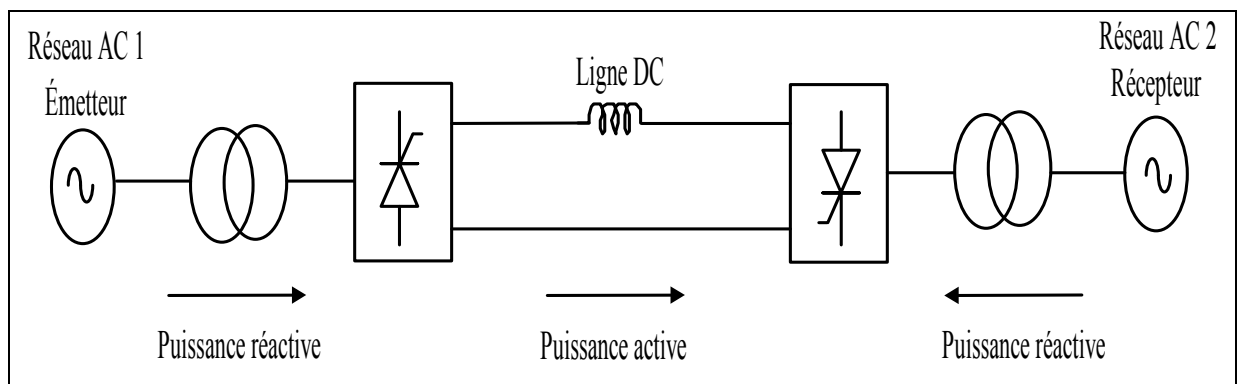 Réseau AC 1
Émetteur
Ligne DC
Réseau AC 2
Récepteur
Puissance réactive
Puissance active
Puissance réactive